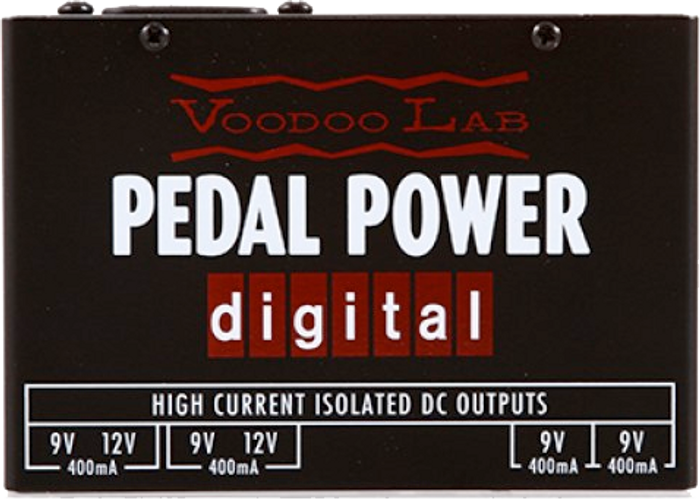 VOODOO LAB
PEDAL POWER
digital
HIGH CURRENT ISOLATED DC OUTPUTS
9V 12V 9V 12V 9V 9V
400mA 400mA 400mA 400mA